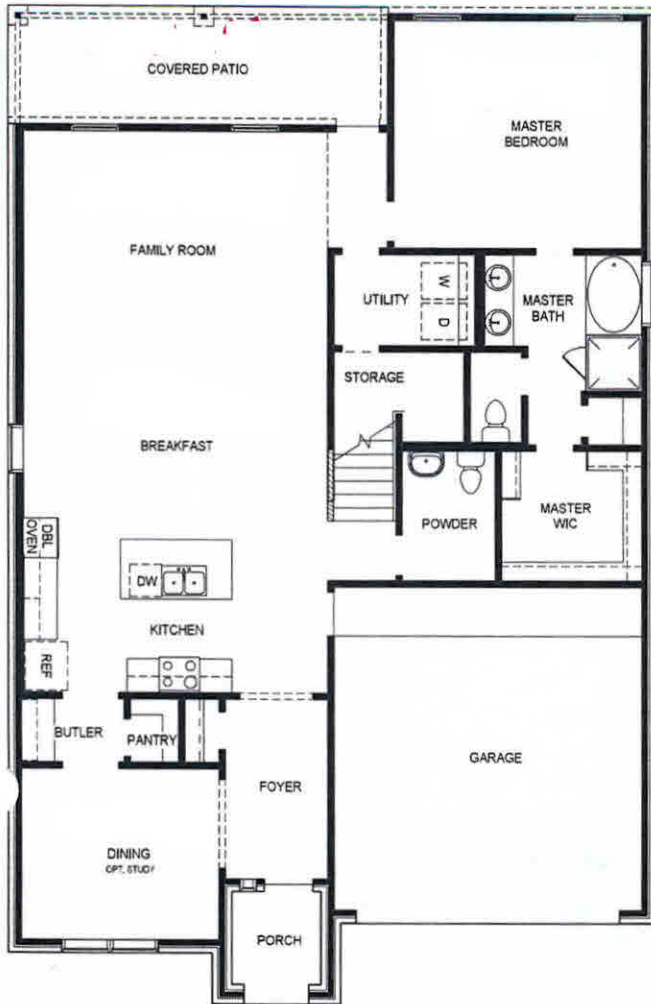 COVERED PATIO
MASTER
BEDROOM
FAMILY ROOM
UTILITY
W
D
MASTER
BATH
STORAGE
BREAKFAST
POWDER
MASTER
WIC
DBL
OVEN
DW
KITCHEN
REF
BUTLER
PANTRY
FOYER
GARAGE
DINING
OPT. STUDY
PORCH